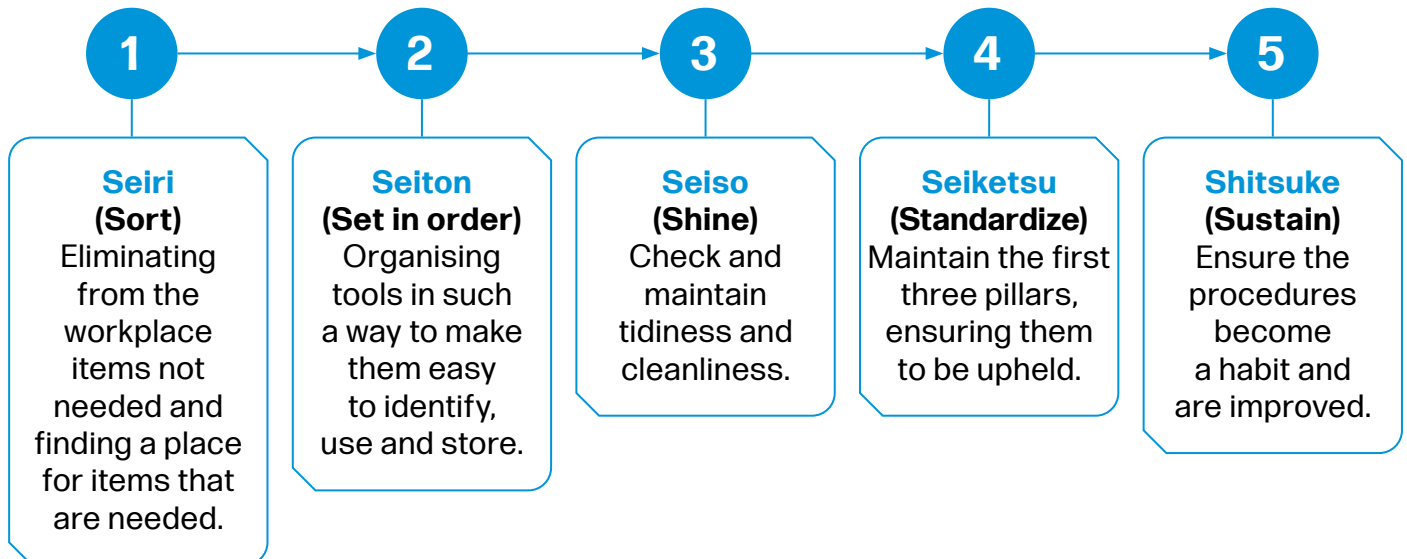 1
2
3
4
5
Seiri
(Sort)
Eliminating
from the
workplace
items not
needed and
finding a place
for items that
are needed.
Seiton
(Set in order)
Organising
tools in such
a way to make
them easy
to identify,
use and store.
Seiso
(Shine)
Check and
maintain
tidiness and
cleanliness.
Seiketsu
(Standardize)
Maintain the first
three pillars,
ensuring them
to be upheld.
Shitsuke
(Sustain)
Ensure the
procedures
become
a habit and
are improved.